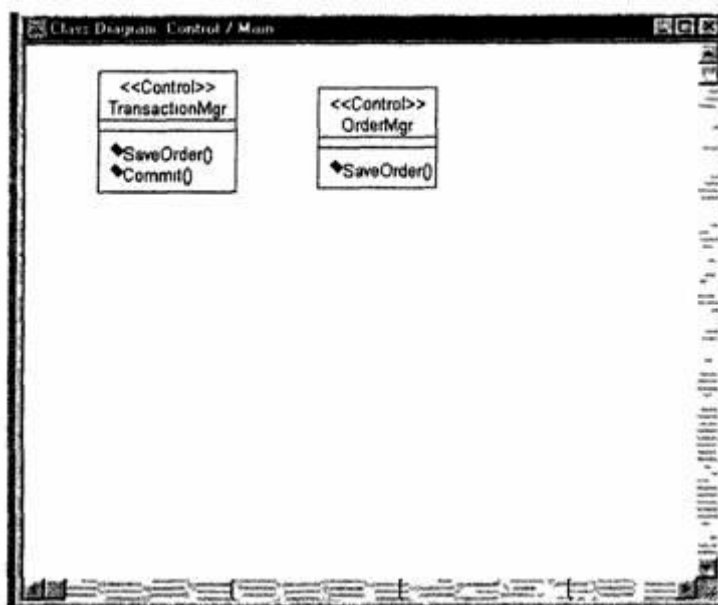 Class Diagram: Control / Main
<<Control>>
TransactionMgr
SaveOrder()
Commit()
<<Control>>
OrderMgr
SaveOrder()